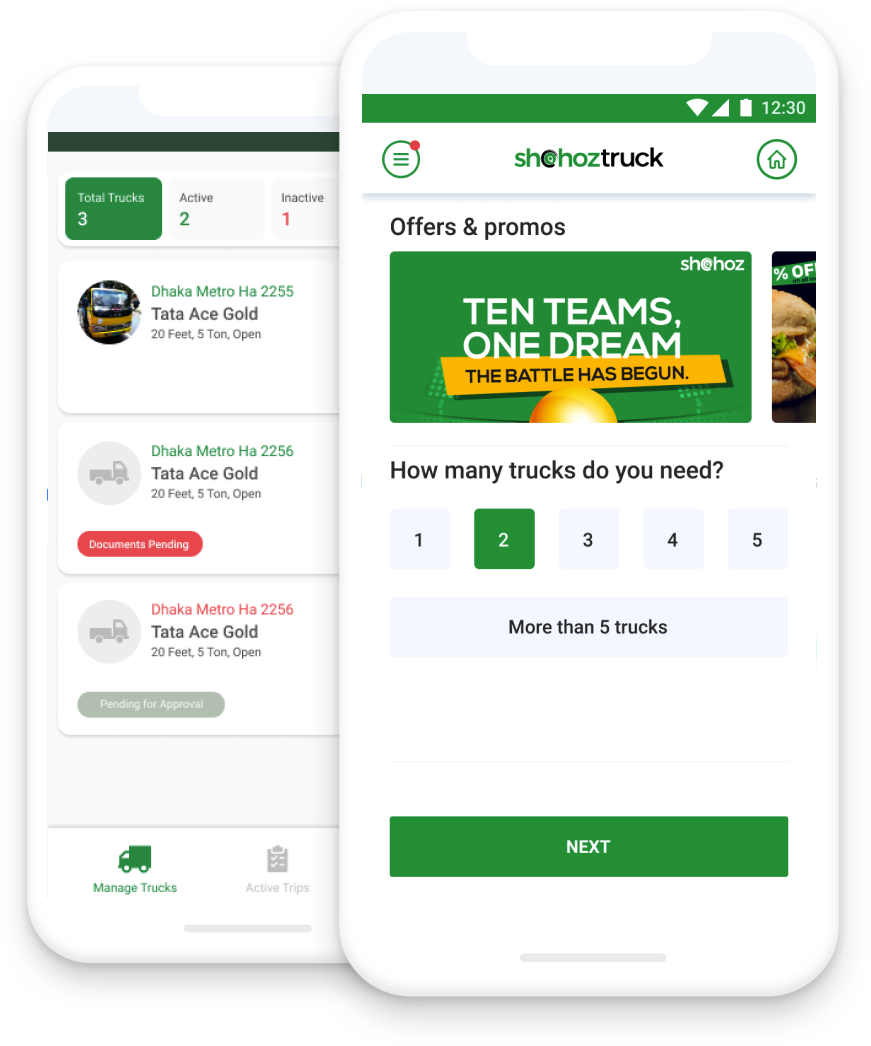 Total Trucks
3
Active
2
Inactive
1
Dhaka Metro Ha 2255
Tata Ace Gold
20 Feet, 5 Ton, Open
Dhaka Metro Ha 2256
Tata Ace Gold
20 Feet, 5 Ton, Open
Documents Pending
Dhaka Metro Ha 2256
Tata Ace Gold
20 Feet, 5 Ton, Open
Pending for Approval
Manage Trucks
Active Trips
12:30
shohoztruck
Offers & promos
shohoz
TEN TEAMS,
ONE DREAM
THE BATTLE HAS BEGUN.
% OF
How many trucks do you need?
1 2 3 4 5
More than 5 trucks
NEXT